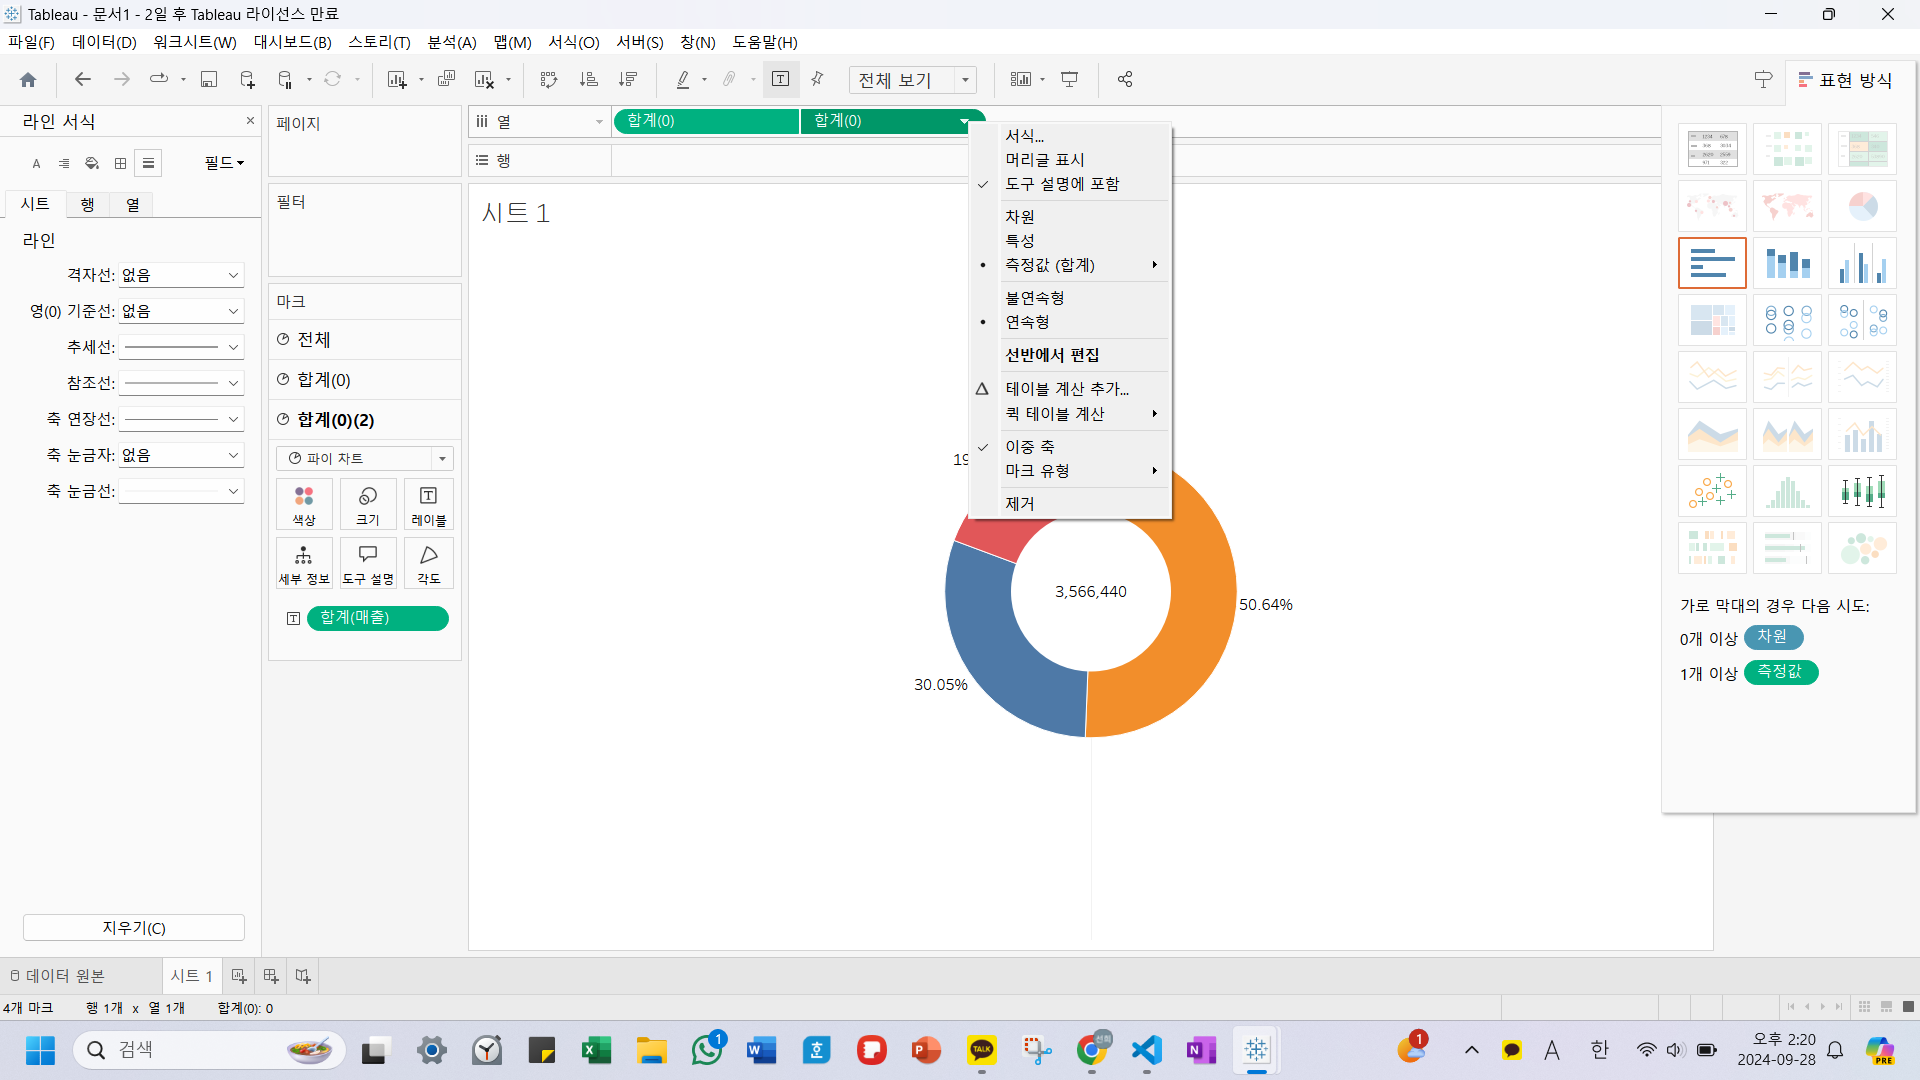 Tableau - 문서1 - 2일 후 Tableau 라이선스 만료
파일(F) 데이터(D) 워크시트(W) 대시보드(B) 스토리(T) 분석(A) 맵(M) 서식(O) 서버(S) 창(N) 도움말(H)
전체 보기
표현 방식
라인 서식
필드
시트 행 열
라인
격자선: 없음
영(0) 기준선: 없음
추세선:
참조선:
축 연장선:
축 눈금자: 없음
축 눈금선:
지우기(C)
페이지
필터
마크
전체
합계(0)
합계(0)(2)
파이 차트
색상 크기 레이블
세부 정보 도구 설명 각도
합계(매출)
열 합계(0) 합계(0)
행
시트 1
서식...
머리글 표시
도구 설명에 포함
차원
특성
측정값 (합계)
불연속형
연속형
선반에서 편집
테이블 계산 추가...
퀵 테이블 계산
이중 축
마크 유형
제거
19
3,566,440
50.64%
30.05%
가로 막대의 경우 다음 시도:
0개 이상 차원
1개 이상 측정값
데이터 원본 시트 1
4개 마크 행 1개 x 열 1개 합계(0): 0
검색
오후 2:20
2024-09-28